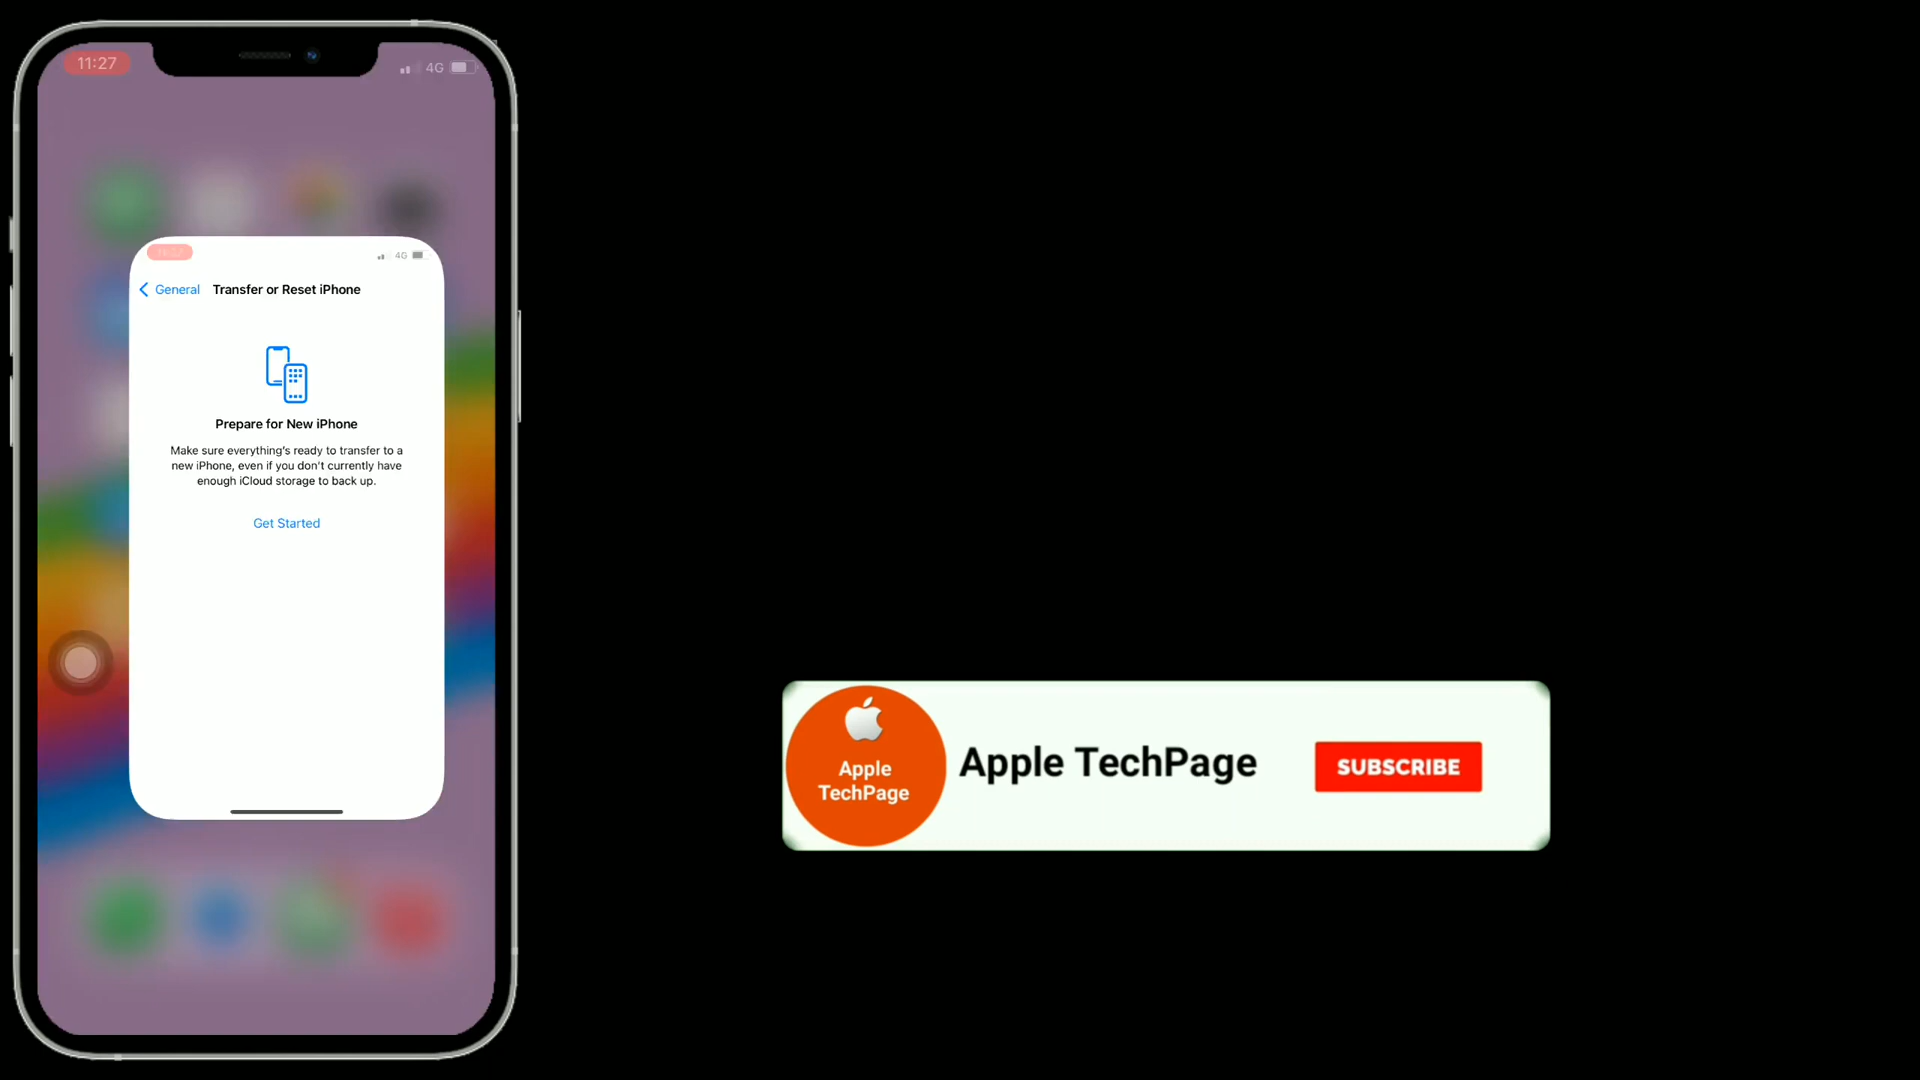 11:27
4G
4G
General
Transfer or Reset iPhone
Prepare for New iPhone
Make sure everything's ready to transfer to a
new iPhone, even if you don't currently have
enough iCloud storage to back up.
Get Started
Apple
TechPage
Apple TechPage
SUBSCRIBE